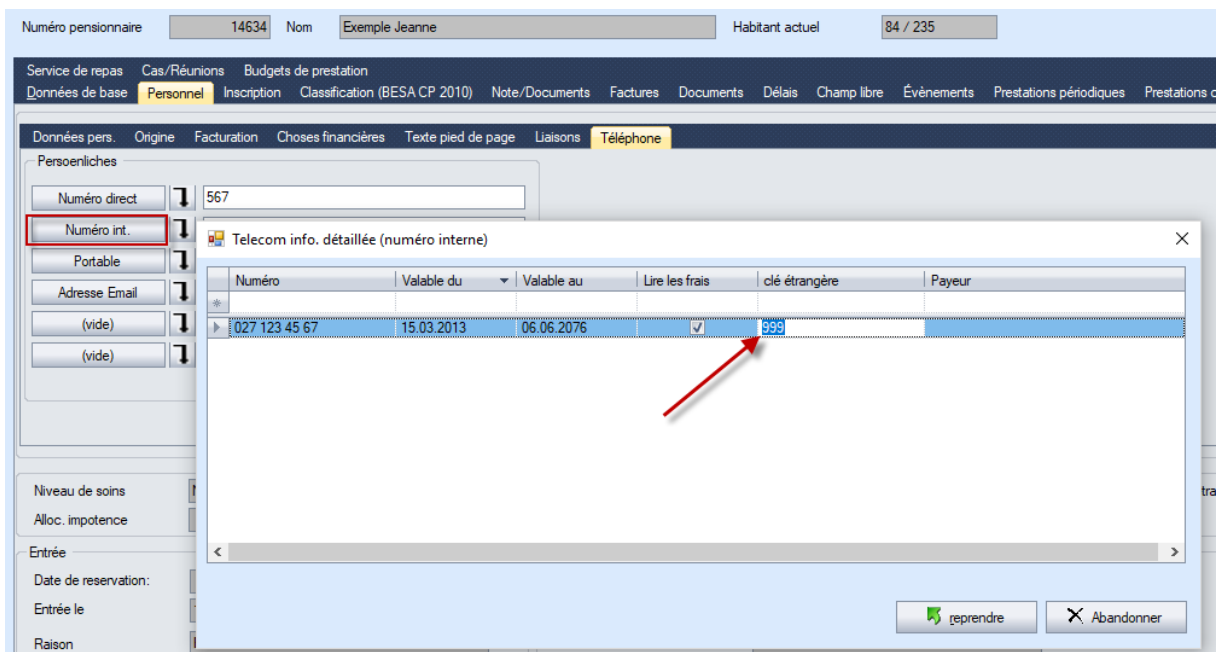 Numéro pensionnaire 14634 Nom Exemple Jeanne Habitant actuel 84 / 235
Service de repas Cas/Réunions Budgets de prestation
Données de base Personnel Inscription Classification (BESA CP 2010) Note/Documents Factures Documents Délais Champ libre Évènements Prestations périodiques Prestations
Données pers. Origine Facturation Choses financières Texte pied de page Liaisons Téléphone
Persoenliches
Numéro direct 567
Numéro int.
Telecom info. détaillée (numéro interne)
Portable
Numéro Valable du Valable au Lire les frais clé étrangère Payeur
Adresse Email
(vide)
027 123 45 67 15.03.2013 06.06.2076 999
(vide)
Niveau de soins
Alloc. impotence
Entrée
Date de reservation:
Entrée le
reprendre Abandonner
Raison